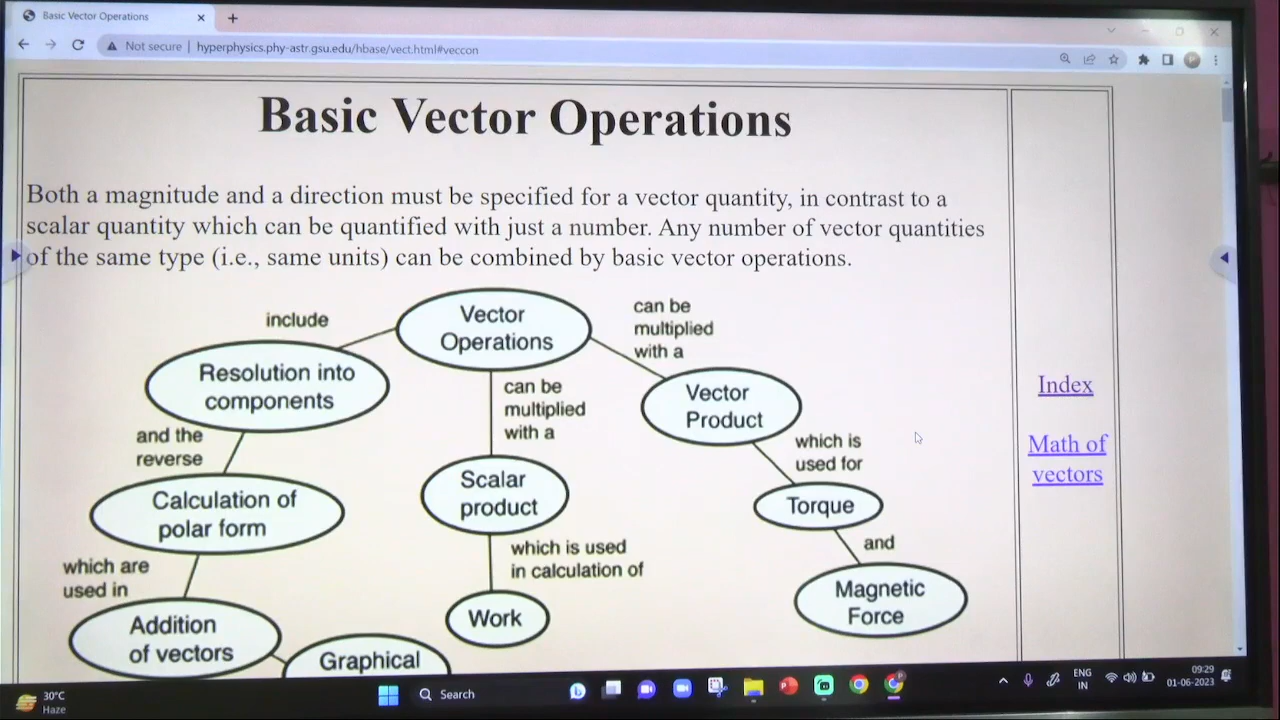 Basic Vector Operations
Not secure | hyperphysics.phy-astr.gsu.edu/hbase/vect.html#veccon
Basic Vector Operations
Both a magnitude and a direction must be specified for a vector quantity, in contrast to a
scalar quantity which can be quantified with just a number. Any number of vector quantities
of the same type (i.e., same units) can be combined by basic vector operations.
include
Vector
Operations
can be
multiplied
with a
Resolution into
components
can be
multiplied
with a
Vector
Product
Index
and the
reverse
which is
used for
Math of
vectors
Calculation of
polar form
Scalar
product
Torque
which are
used in
which is used
in calculation of
and
Addition
of vectors
Work
Magnetic
Force
Graphical
30°C
Haze
Search
ENG
IN
09:29
01-06-2023